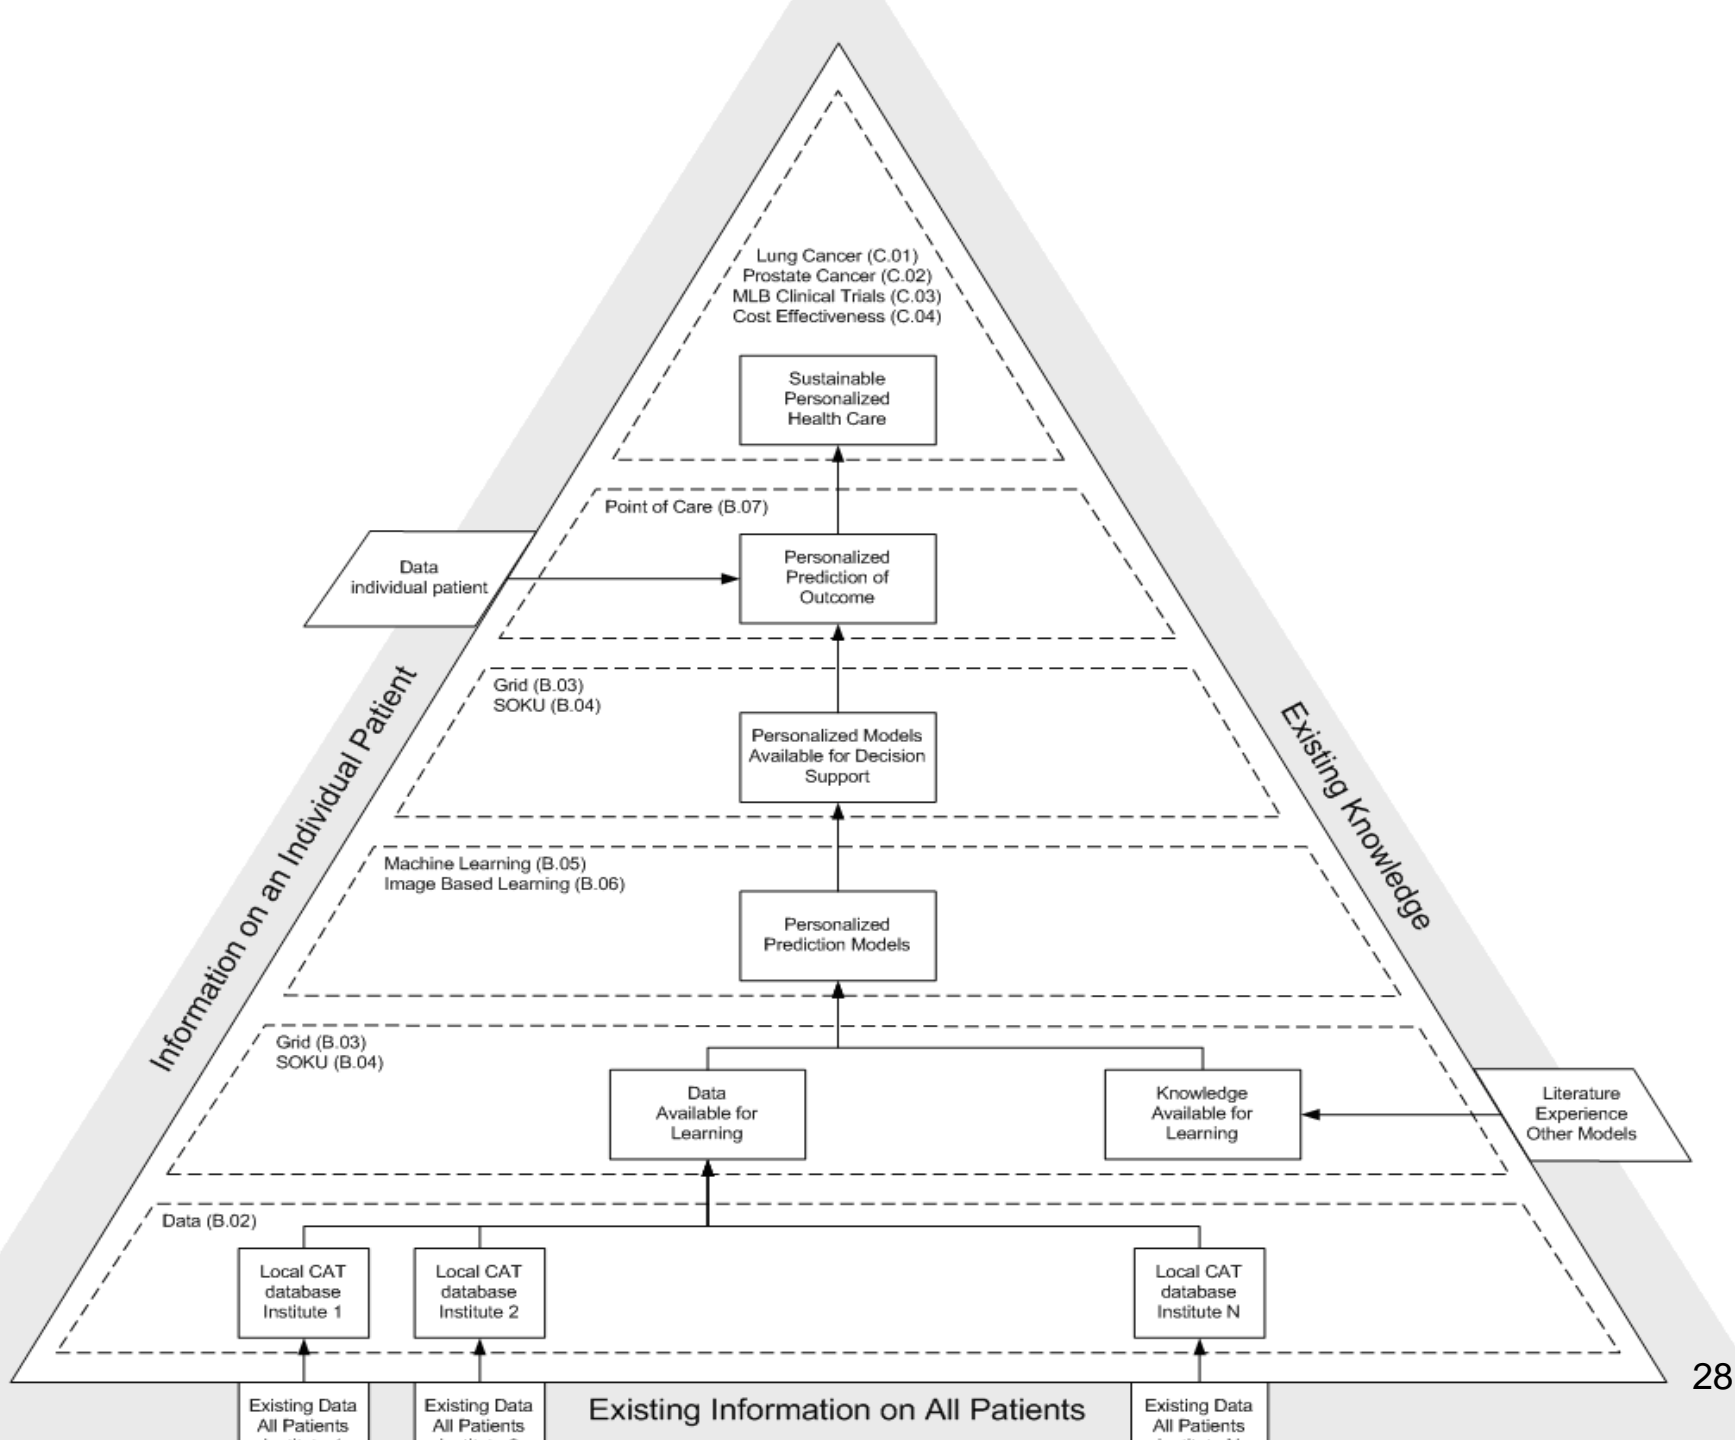 Lung Cancer (C.01)
Prostate Cancer (C.02)
MLB Clinical Trials (C.03)
Cost Effectiveness (C.04)
Sustainable
Personalized
Health Care
Point of Care (B.07)
Data
individual patient
Personalized
Prediction of
Outcome
Information on an Individual Patient
Existing Knowledge
Grid (B.03)
SOKU (B.04)
Personalized Models
Available for Decision
Support
Machine Learning (B.05)
Image Based Learning (B.06)
Personalized
Prediction Models
Grid (B.03)
SOKU (B.04)
Data
Available for
Learning
Knowledge
Available for
Learning
Literature
Experience
Other Models
Data (B.02)
Local CAT
database
Institute 1
Local CAT
database
Institute 2
Local CAT
database
Institute N
Existing Data
All Patients
Existing Data
All Patients
Existing Information on All Patients
Existing Data
All Patients
28